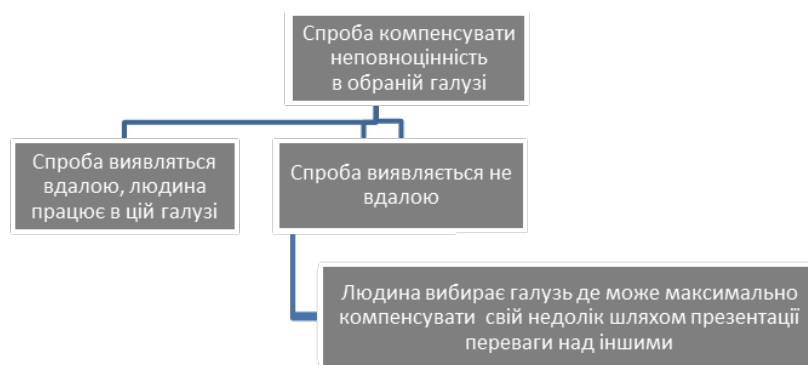 Спроба компенсувати
неповноцінність
в обраній галузі
Спроба виявляться
вдалою, людина
працює в цій галузі
Спроба виявляється не
вдалою
Людина вибирає галузь де може максимально
компенсувати свій недолік шляхом презентації
переваги над іншими